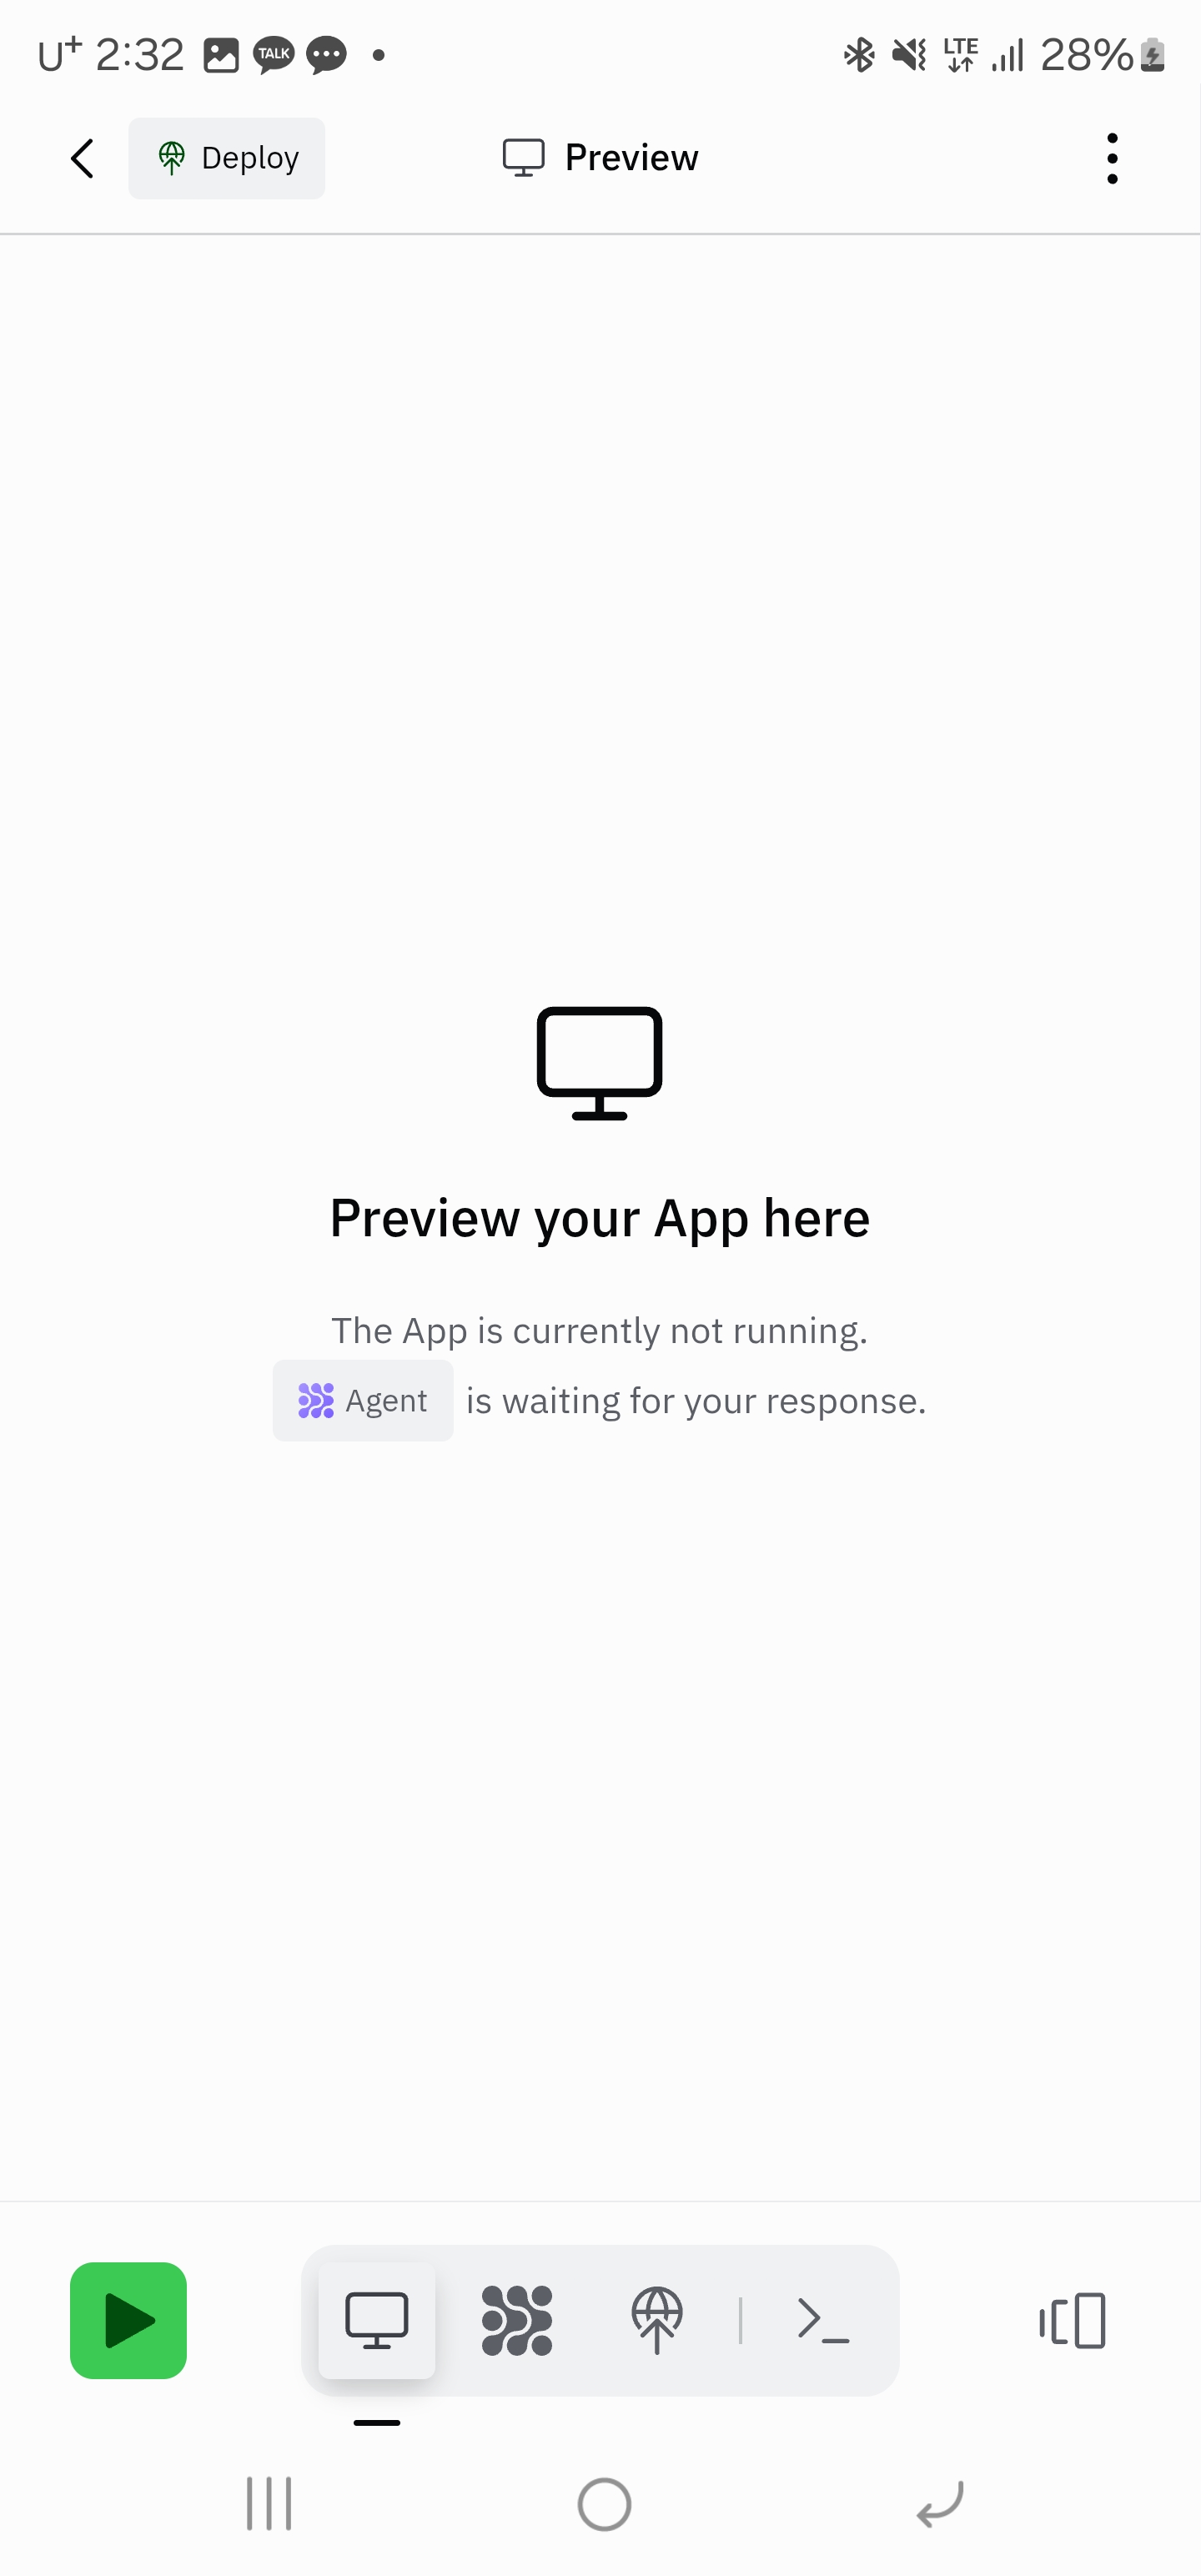 U+ 2:32 TALK LTE 28%
Deploy Preview
Preview your App here
The App is currently not running.
Agent is waiting for your response.